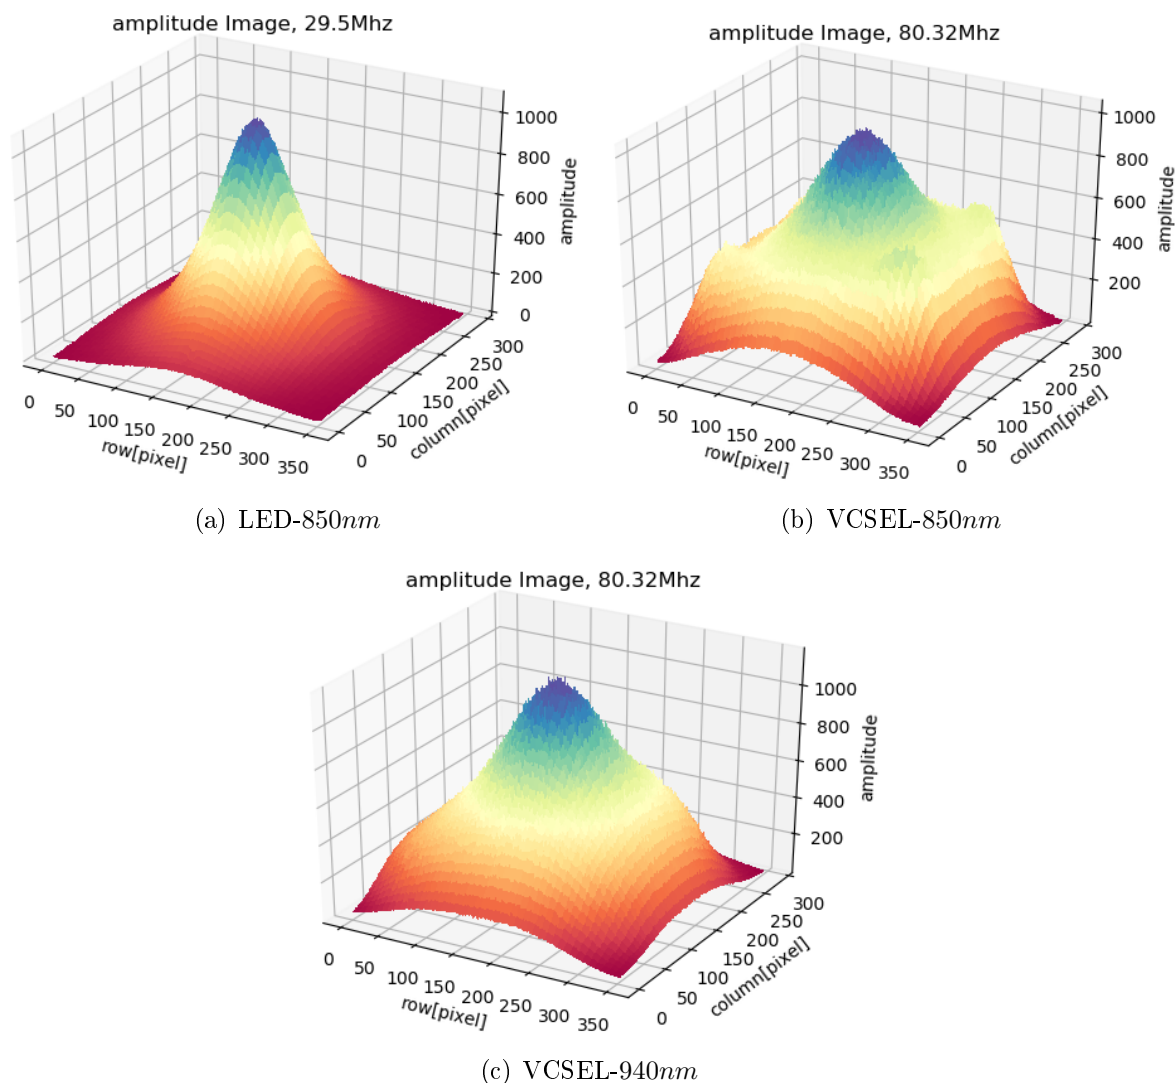 amplitude Image, 29.5Mhz
1000
800
600
400
200
0
amplitude
0 50 100 150 200 250 300 350
row[pixel]
0 50 100 150 200 250 300
column[pixel]
(a) LED-850nm
amplitude Image, 80.32Mhz
1000
800
600
400
200
amplitude
0 50 100 150 200 250 300 350
row[pixel]
0 50 100 150 200 250 300
column[pixel]
(b) VCSEL-850nm
amplitude Image, 80.32Mhz
1000
800
600
400
200
amplitude
0 50 100 150 200 250 300 350
row[pixel]
0 50 100 150 200 250 300
column[pixel]
(c) VCSEL-940nm